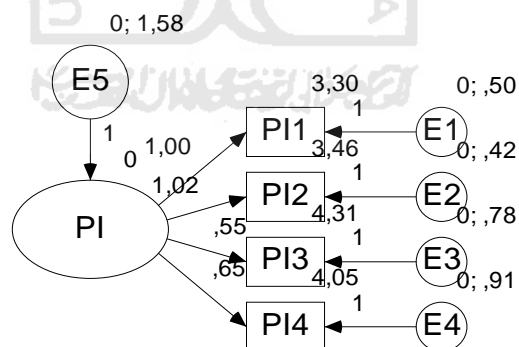 0; 1,58
E5
1
0
PI
1,00
1,02
,55
,65
3,30
PI1
1
E1
0; ,50
3,46
PI2
1
E2
0; ,42
4,31
PI3
1
E3
0; ,78
4,05
PI4
1
E4
0; ,91